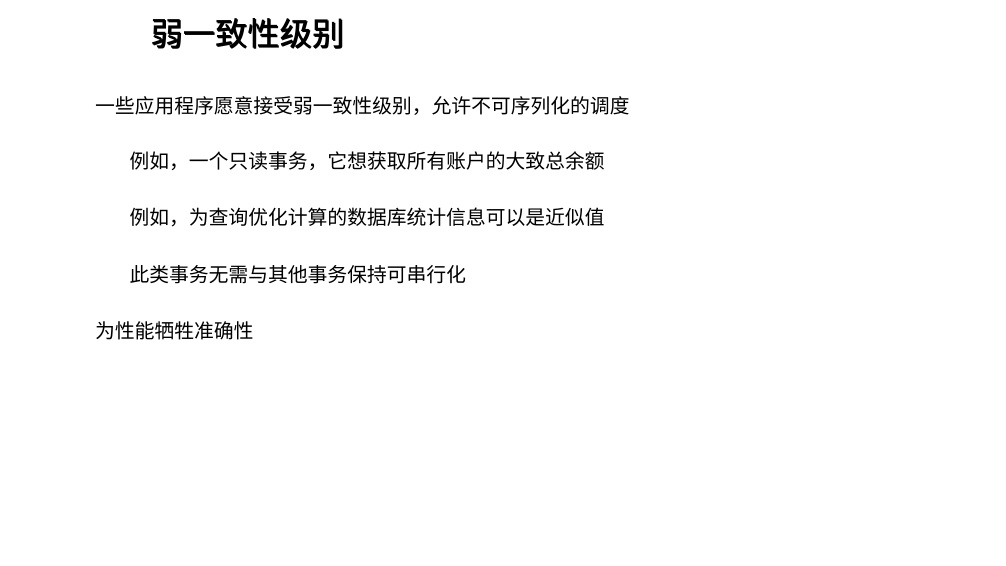 弱一致性级别
一些应用程序愿意接受弱一致性级别，允许不可序列化的调度
例如，一个只读事务，它想获取所有账户的大致总余额
例如，为查询优化计算的数据库统计信息可以是近似值
此类事务无需与其他事务保持可串行化
为性能牺牲准确性